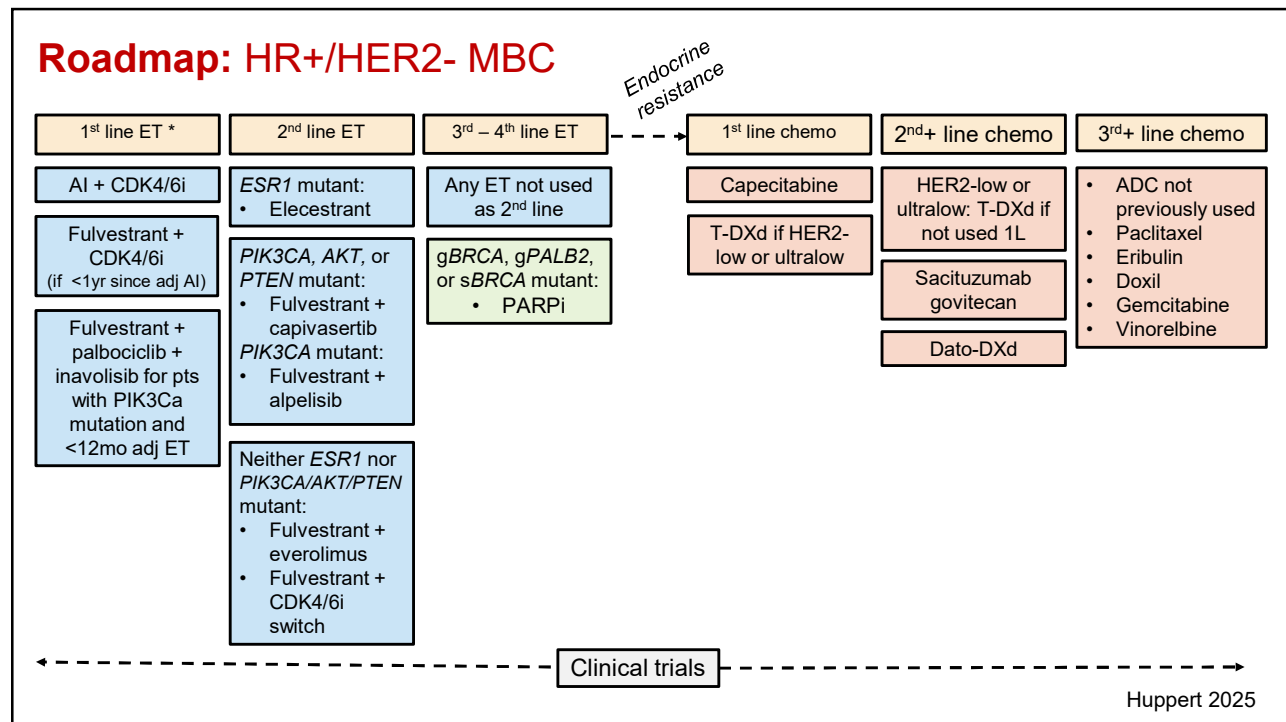 Roadmap: HR+/HER2- MBC
Endocrine
resistance
1st line ET *
AI + CDK4/6i
Fulvestrant +
CDK4/6i
(if <1yr since adj AI)
Fulvestrant +
palbociclib +
inavolisib for pts
with PIK3Ca
mutation and
<12mo adj ET
2nd line ET
ESR1 mutant:
• Elecestrant
PIK3CA, AKT, or
PTEN mutant:
• Fulvestrant +
capivasertib
PIK3CA mutant:
• Fulvestrant +
alpelisib
Neither ESR1 nor
PIK3CA/AKT/PTEN
mutant:
• Fulvestrant +
everolimus
• Fulvestrant +
CDK4/6i
switch
3rd – 4th line ET
Any ET not used
as 2nd line
gBRCA, gPALB2,
or sBRCA mutant:
• PARPi
1st line chemo
Capecitabine
T-DXd if HER2-
low or ultralow
2nd+ line chemo
HER2-low or
ultralow: T-DXd if
not used 1L
Sacituzumab
govitecan
Dato-DXd
3rd+ line chemo
• ADC not
previously used
• Paclitaxel
• Eribulin
• Doxil
• Gemcitabine
• Vinorelbine
Clinical trials
Huppert 2025